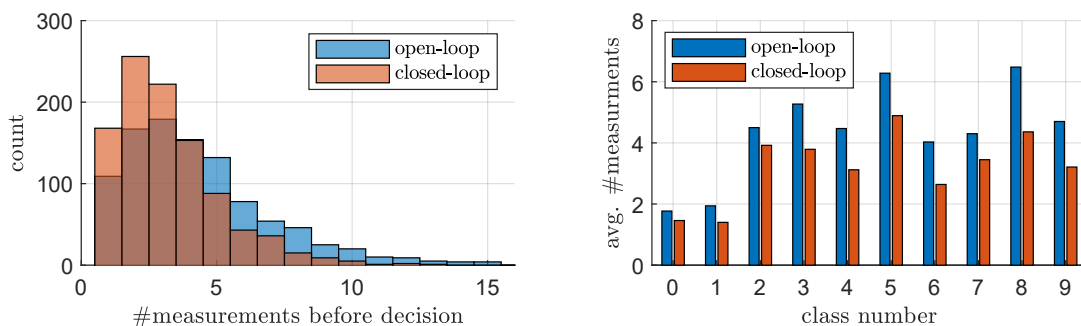 300
200
100
0
count
0 5 10 15
#measurements before decision
open-loop
closed-loop
8
6
4
2
0
avg. #measurments
0 1 2 3 4 5 6 7 8 9
class number
open-loop
closed-loop